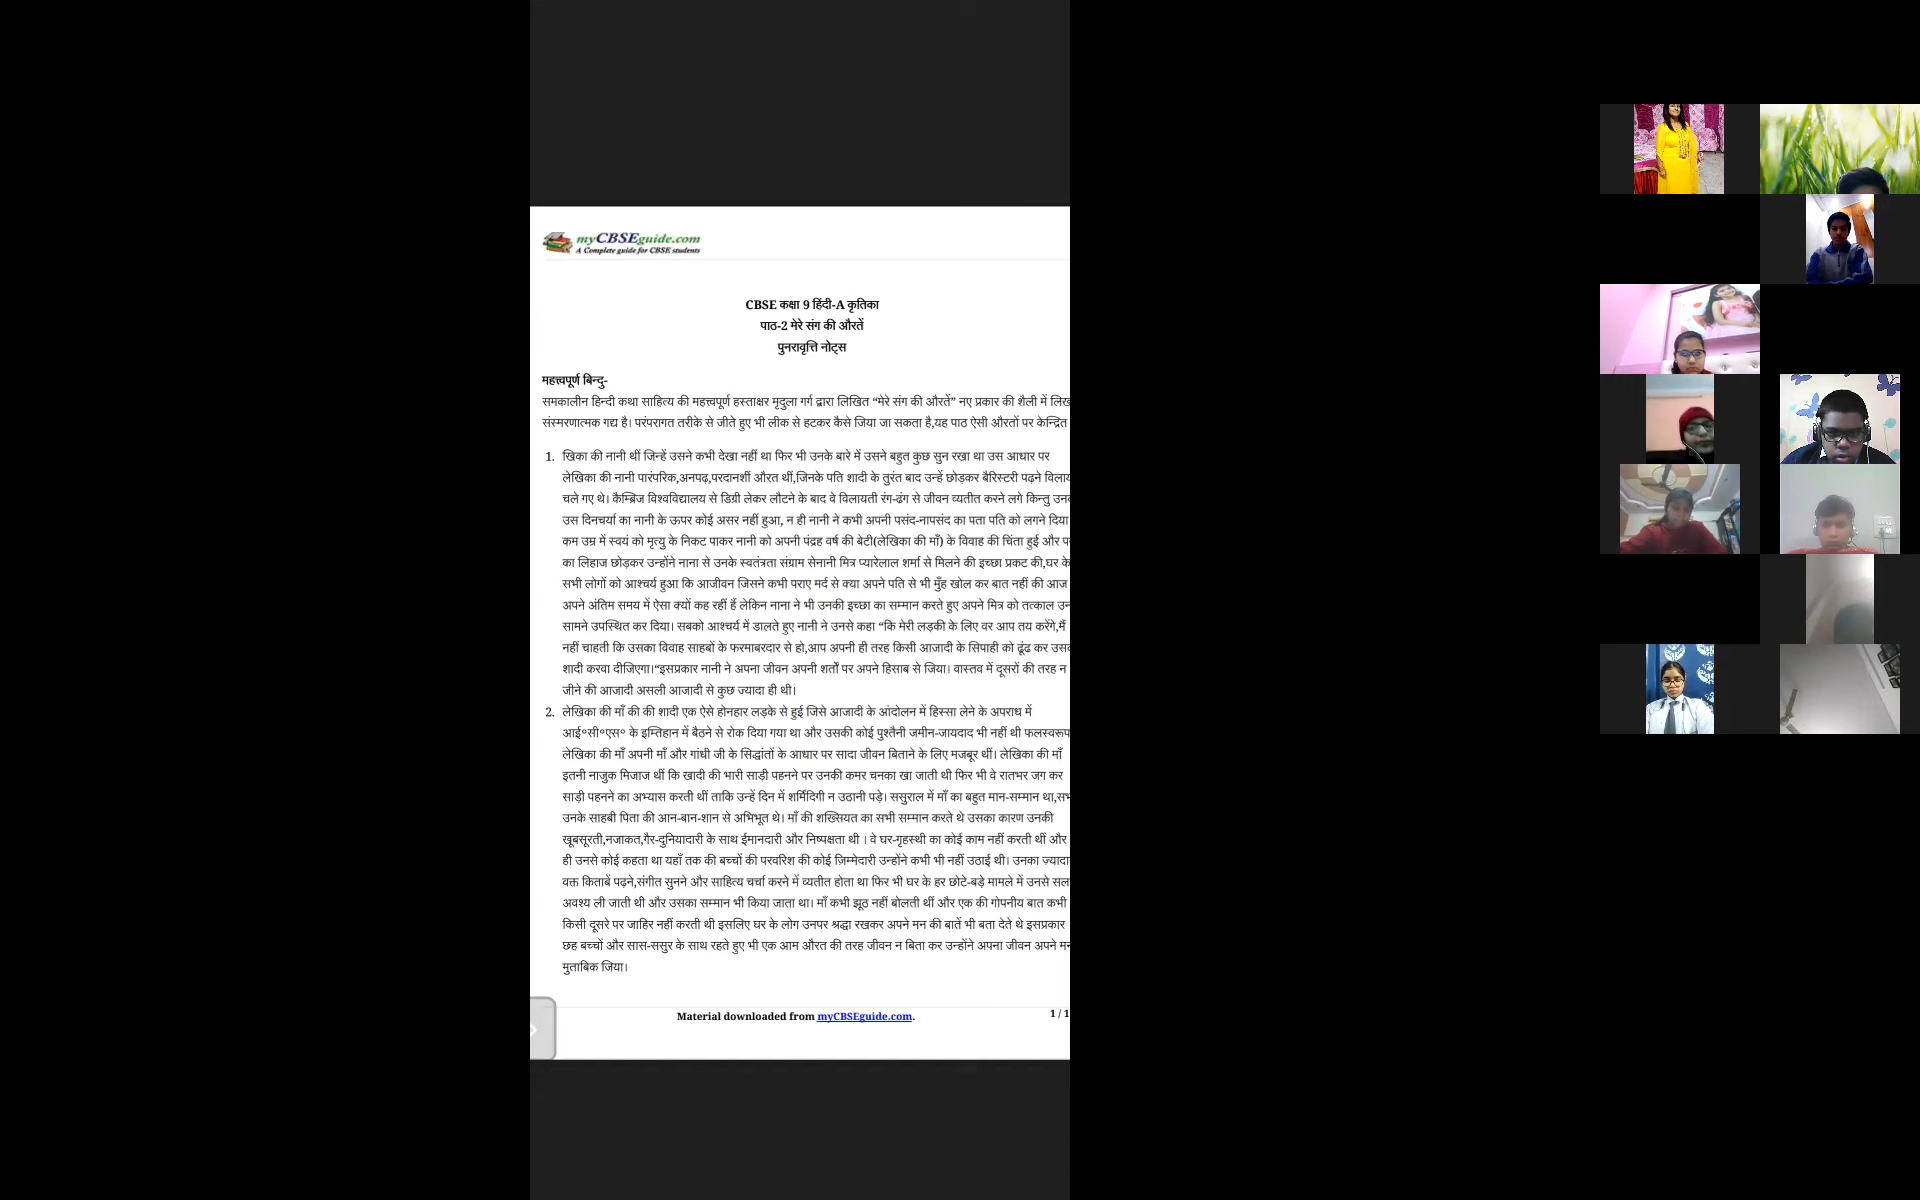 myCBSEguide.com
A Complete guide for CBSE students
CBSE कक्षा 9 हिंदी-A कृतिका
पाठ-2 मेरे संग की औरतें
पुनरावृत्ति नोट्स
महत्त्वपूर्ण बिन्दु-
समकालीन हिन्दी कथा साहित्य की महत्त्वपूर्ण हस्ताक्षर मृदुला गर्ग द्वारा लिखित “मेरे संग की औरतें” नए प्रकार की शैली में
संस्मरणात्मक गद्य है। परंपरागत तरीके से जीते हुए भी लीक से हटकर कैसे जिया जा सकता है,यह पाठ ऐसी औरतों पर केन्द्रित
1. खिका की नानी थीं जिन्हें उसने कभी देखा नहीं था फिर भी उनके बारे में उसने बहुत कुछ सुन रखा था उस आधार पर
लेखिका की नानी पारंपरिक,अनपढ़,परदानशीं औरत थीं,जिनके पति शादी के तुरंत बाद उन्हें छोड़कर बैरिस्टरी पढ़ने
चले गए थे। कैम्ब्रिज विश्वविद्यालय से डिग्री लेकर लौटने के बाद वे विलायती रंग-ढंग से जीवन व्यतीत करने लगे किन्तु
उस दिनचर्या का नानी के ऊपर कोई असर नहीं हुआ, न ही नानी ने कभी अपनी पसंद-नापसंद का पता पति को लगने दिया
कम उम्र में स्वयं को मृत्यु के निकट पाकर नानी को अपनी पंद्रह वर्ष की बेटी(लेखिका की माँ) के विवाह की चिंता हुई और
का लिहाज छोड़कर उन्होंने नाना से उनके स्वतंत्रता संग्राम सेनानी मित्र प्यारेलाल शर्मा से मिलने की इच्छा प्रकट की,घर के
सभी लोगों को आश्चर्य हुआ कि आजीवन जिसने कभी पराए मर्द से क्या अपने पति से भी मुँह खोल कर बात नहीं की आज
अपने अंतिम समय में ऐसा क्यों कह रहीं हैं लेकिन नाना ने भी उनकी इच्छा का सम्मान करते हुए अपने मित्र को तत्काल
सामने उपस्थित कर दिया। सबको आश्चर्य में डालते हुए नानी ने उनसे कहा “कि मेरी लड़की के लिए वर आप तय करेंगे,मैं
नहीं चाहती कि उसका विवाह साहबों के फरमाबरदार से हो,आप अपनी ही तरह किसी आजादी के सिपाही को ढूंढ कर
शादी करवा दीजिएगा।“इसप्रकार नानी ने अपना जीवन अपनी शर्तों पर अपने हिसाब से जिया। वास्तव में दूसरों की तरह न
जीने की आजादी असली आजादी से कुछ ज्यादा ही थी।
2. लेखिका की माँ की की शादी एक ऐसे होनहार लड़के से हुई जिसे आजादी के आंदोलन में हिस्सा लेने के अपराध में
आई॰सी॰एस॰ के इम्तिहान में बैठने से रोक दिया गया था और उसकी कोई पुश्तैनी जमीन-जायदाद भी नहीं थी फलस्वरूप
लेखिका की माँ अपनी माँ और गांधी जी के सिद्धांतों के आधार पर सादा जीवन बिताने के लिए मजबूर थीं। लेखिका की माँ
इतनी नाजुक मिजाज थीं कि खादी की भारी साड़ी पहनने पर उनकी कमर चनका खा जाती थी फिर भी वे रातभर जग कर
साड़ी पहनने का अभ्यास करती थीं ताकि उन्हें दिन में शर्मिंदिगी न उठानी पड़े। ससुराल में माँ का बहुत मान-सम्मान
उनके साहबी पिता की आन-बान-शान से अभिभूत थे। माँ की शख्सियत का सभी सम्मान करते थे उसका कारण उनकी
खूबसूरती,नजाकत,गैर-दुनियादारी के साथ ईमानदारी और निष्पक्षता थी । वे घर-गृहस्थी का कोई काम नहीं करती थीं और
ही उनसे कोई कहता था यहाँ तक की बच्चों की परवरिश की कोई ज़िम्मेदारी उन्होंने कभी भी नहीं उठाई थी। उनका
वक्त किताबें पढ़ने,संगीत सुनने और साहित्य चर्चा करने में व्यतीत होता था फिर भी घर के हर छोटे-बड़े मामले में उनसे
अवश्य ली जाती थी और उसका सम्मान भी किया जाता था। माँ कभी झूठ नहीं बोलती थीं और एक की गोपनीय बात कभी
किसी दूसरे पर जाहिर नहीं करती थी इसलिए घर के लोग उनपर श्रद्धा रखकर अपने मन की बातें भी बता देते थे इसप्रकार
छह बच्चों और सास-ससुर के साथ रहते हुए भी एक आम औरत की तरह जीवन न बिता कर उन्होंने अपना जीवन अपने
मुताबिक जिया।
Material downloaded from myCBSEguide.com.
1 / 1